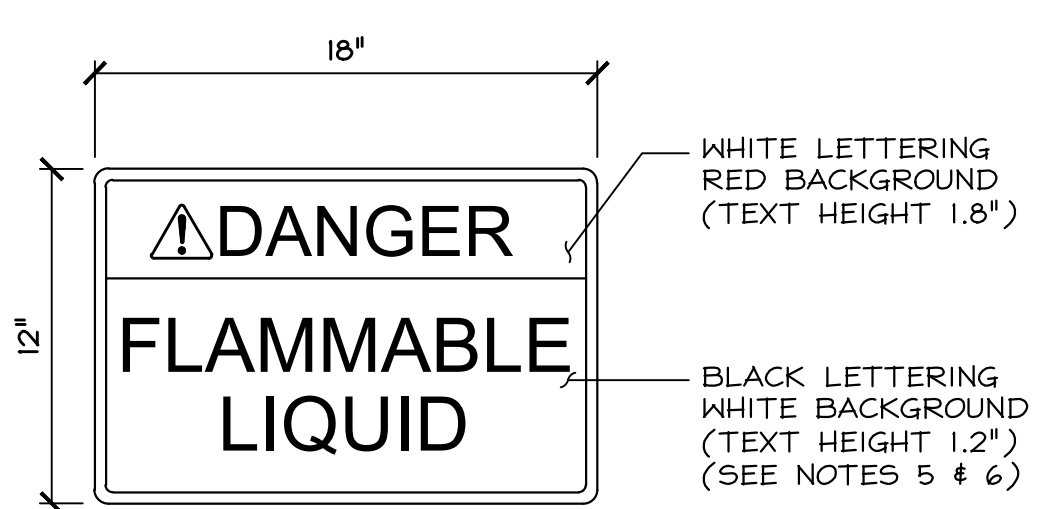 18"
WHITE LETTERING
RED BACKGROUND
(TEXT HEIGHT 1.8")
DANGER
12"
FLAMMABLE
LIQUID
BLACK LETTERING
WHITE BACKGROUND
(TEXT HEIGHT 1.2")
(SEE NOTES 5 & 6)